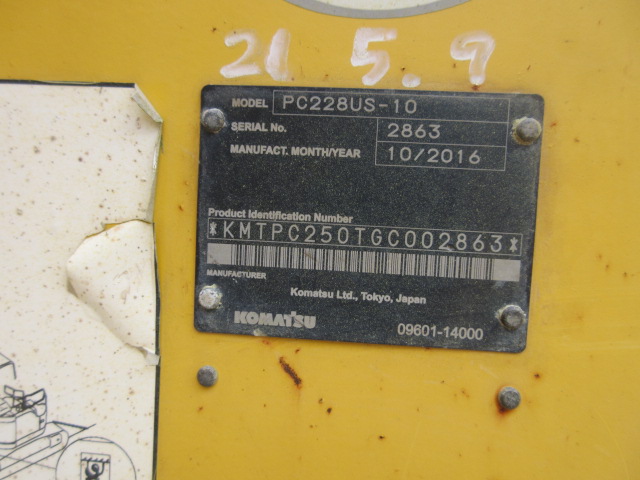 21 5.9
MODEL PC228US-10
SERIAL No. 2863
MANUFACT. MONTH/YEAR 10/2016
Product Identification Number
*KMTPC250TGC002863*
MANUFACTURER
Komatsu Ltd., Tokyo, Japan
KOMATSU 09601-14000